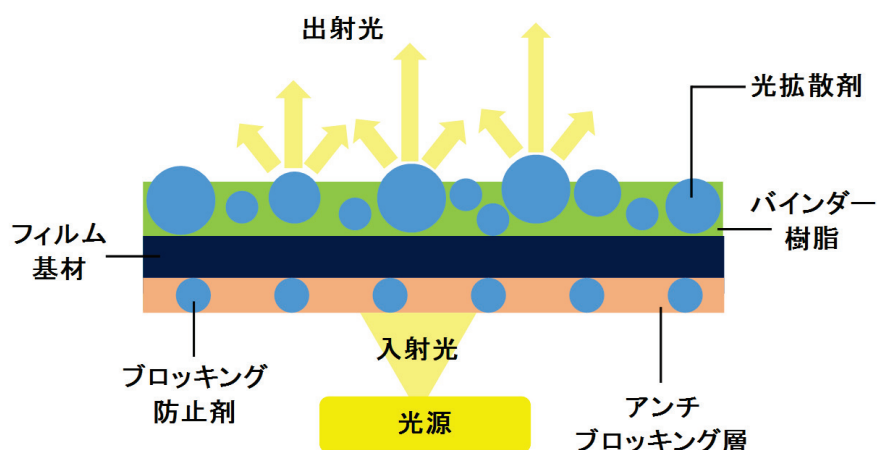 出射光
光拡散剤
バインダー
樹脂
フィルム
基材
入射光
ブロッキング
防止剤
光源
アンチ
ブロッキング層